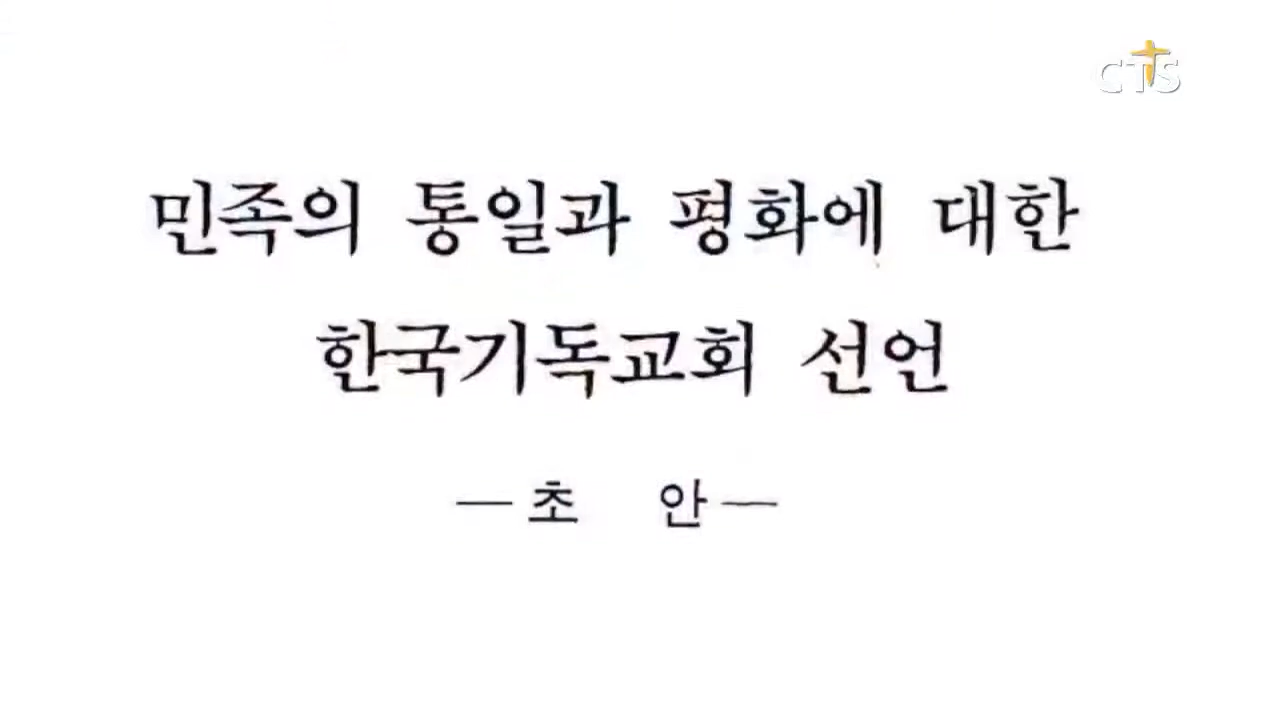 CTS
민족의 통일과 평화에 대한
한국기독교회 선언
— 초 안 —